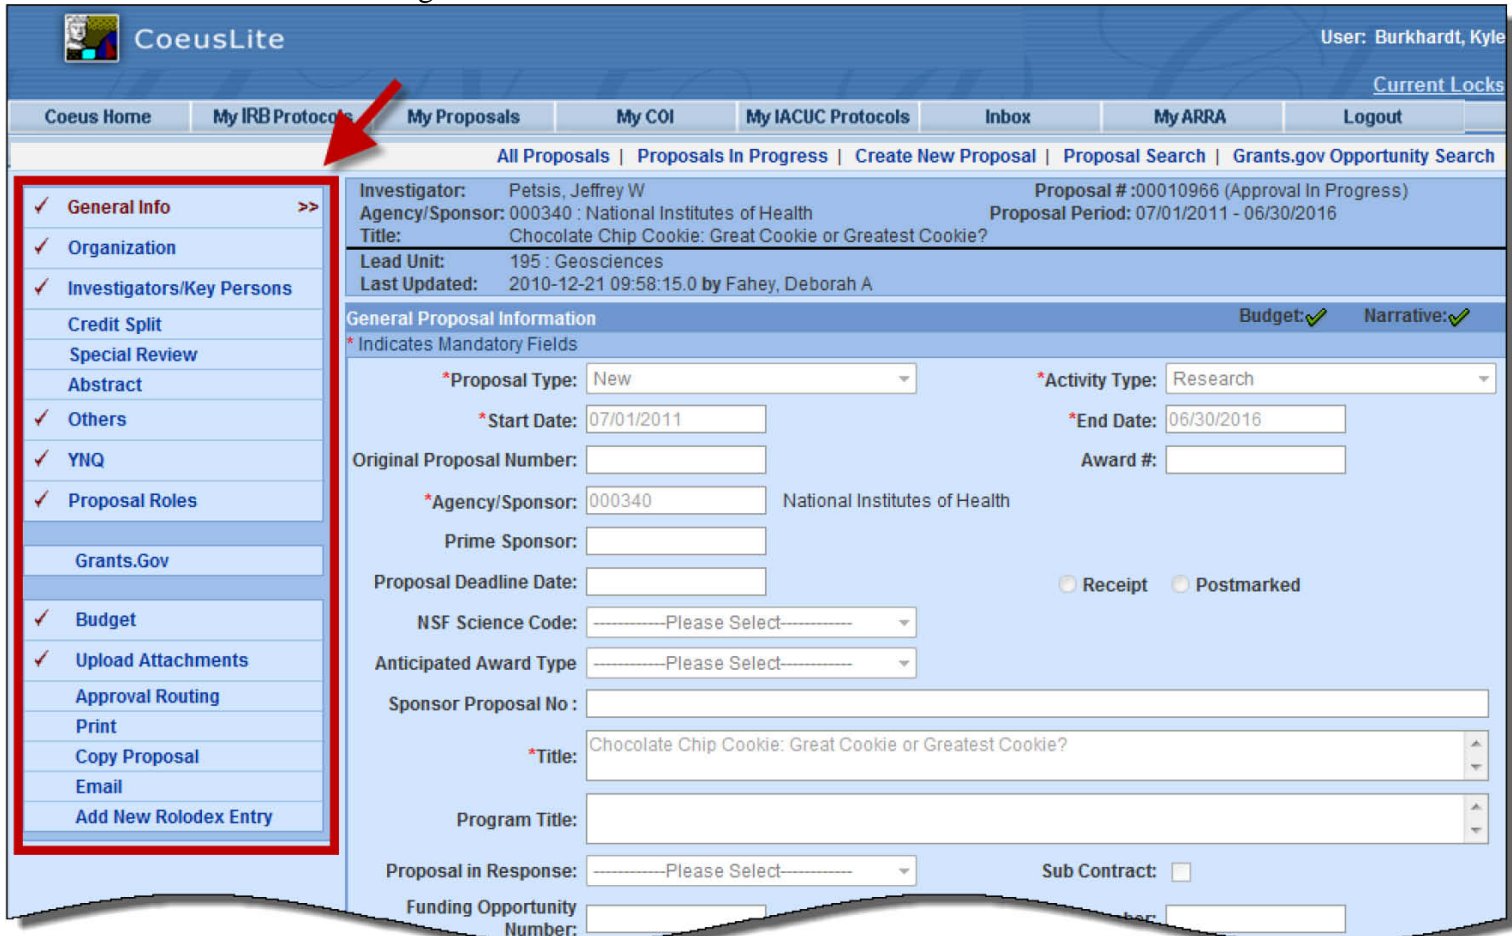 CoeusLite
User: Burkhardt, Kyle
Current Locks
Coeus Home My IRB Protocols My Proposals My COI My IACUC Protocols Inbox My ARRA Logout
All Proposals | Proposals In Progress | Create New Proposal | Proposal Search | Grants.gov Opportunity Search
General Info >>
Organization
Investigators/Key Persons
Credit Split
Special Review
Abstract
Others
YNQ
Proposal Roles
Grants.Gov
Budget
Upload Attachments
Approval Routing
Print
Copy Proposal
Email
Add New Rolodex Entry
Investigator: Petsis, Jeffrey W Proposal # :00010966 (Approval In Progress)
Agency/Sponsor: 000340 : National Institutes of Health Proposal Period: 07/01/2011 - 06/30/2016
Title: Chocolate Chip Cookie: Great Cookie or Greatest Cookie?
Lead Unit: 195 : Geosciences
Last Updated: 2010-12-21 09:58:15.0 by Fahey, Deborah A
General Proposal Information Budget: Narrative:
* Indicates Mandatory Fields
*Proposal Type: New *Activity Type: Research
*Start Date: 07/01/2011 *End Date: 06/30/2016
Original Proposal Number: Award #:
*Agency/Sponsor: 000340 National Institutes of Health
Prime Sponsor:
Proposal Deadline Date: Receipt Postmarked
NSF Science Code: ------------Please Select------------
Anticipated Award Type ------------Please Select------------
Sponsor Proposal No :
*Title: Chocolate Chip Cookie: Great Cookie or Greatest Cookie?
Program Title:
Proposal in Response: ------------Please Select------------ Sub Contract:
Funding Opportunity
Number: